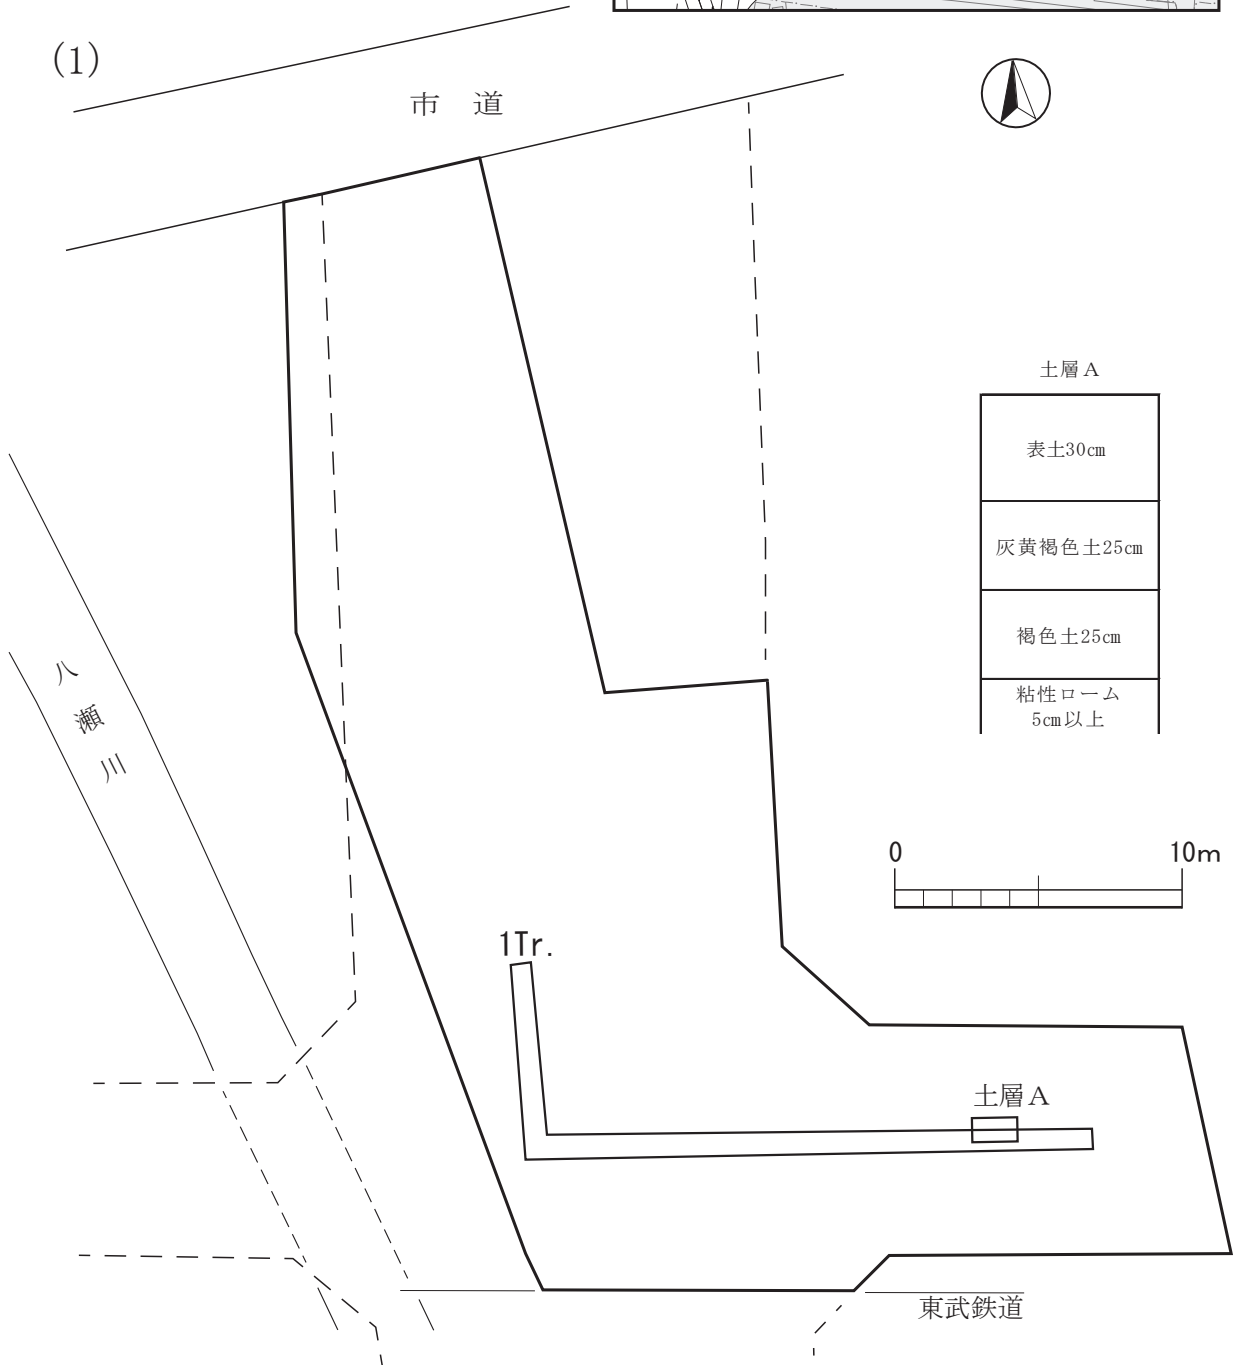 (1)
市 道
土層A
表土30㎝
灰黄褐色土25㎝
褐色土25㎝
粘性ローム
5㎝以上
八瀬川
0 10m
1Tr.
土層A
東武鉄道